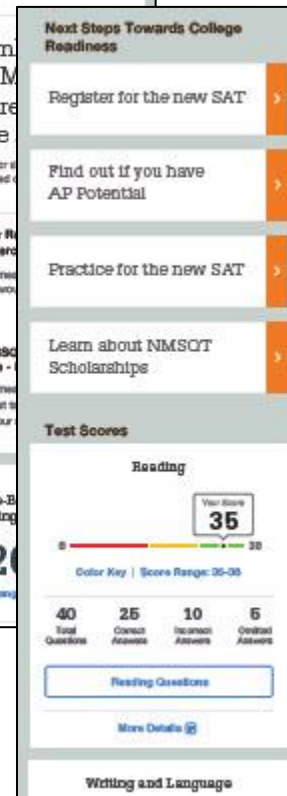 Next Steps Towards College
Readiness
Register for the new SAT
Find out if you have
AP Potential
Practice for the new SAT
Learn about NMSQT
Scholarships
Test Scores
Reading
Your Score
35
8 38
Color Key | Score Range:
40 25 10 5
Total Questions Correct Answers Incorrect Answers Omitted Answers
Reading Questions
More Details
Writing and Language